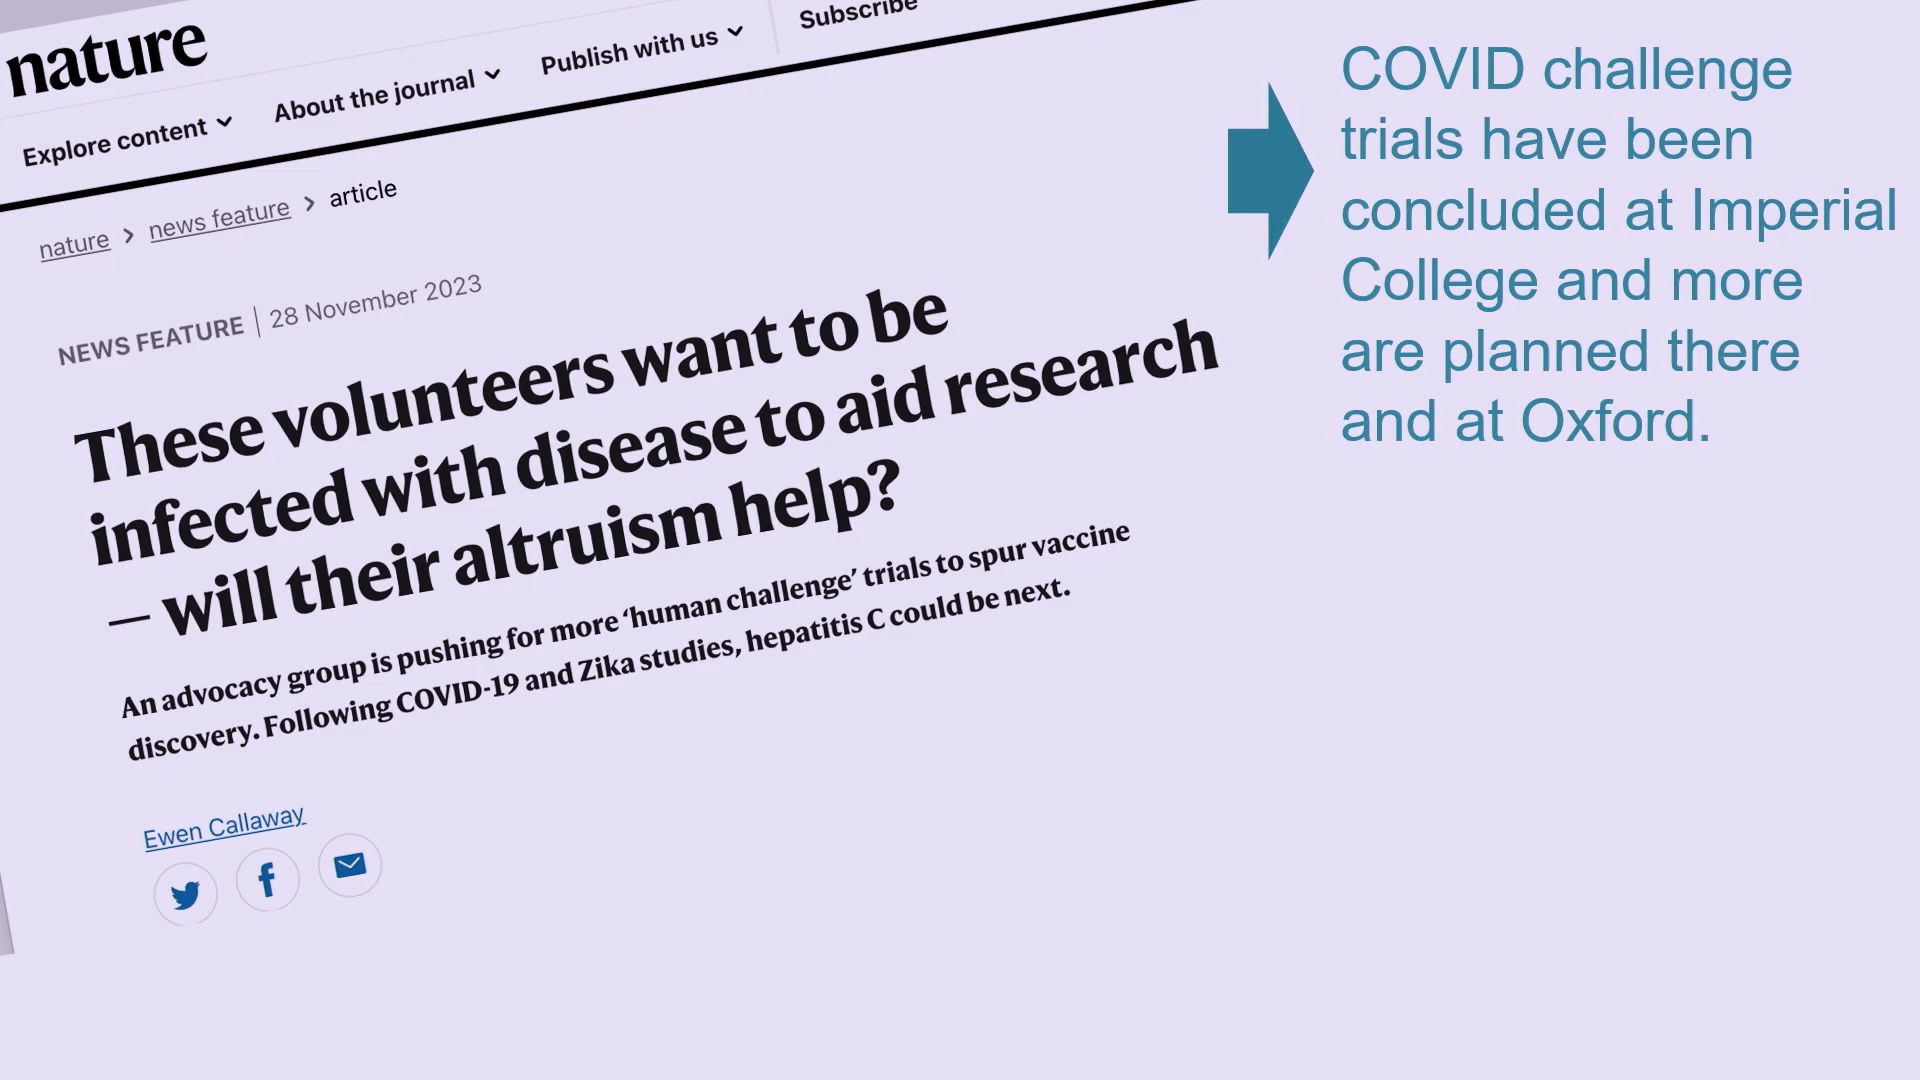 nature
Explore content
About the journal
Publish with us
Subscribe
nature > news feature > article
NEWS FEATURE | 28 November 2023
These volunteers want to be
infected with disease to aid research
— will their altruism help?
An advocacy group is pushing for more ‘human challenge’ trials to spur vaccine
discovery. Following COVID-19 and Zika studies, hepatitis C could be next.
Ewen Callaway
COVID challenge
trials have been
concluded at Imperial
College and more
are planned there
and at Oxford.